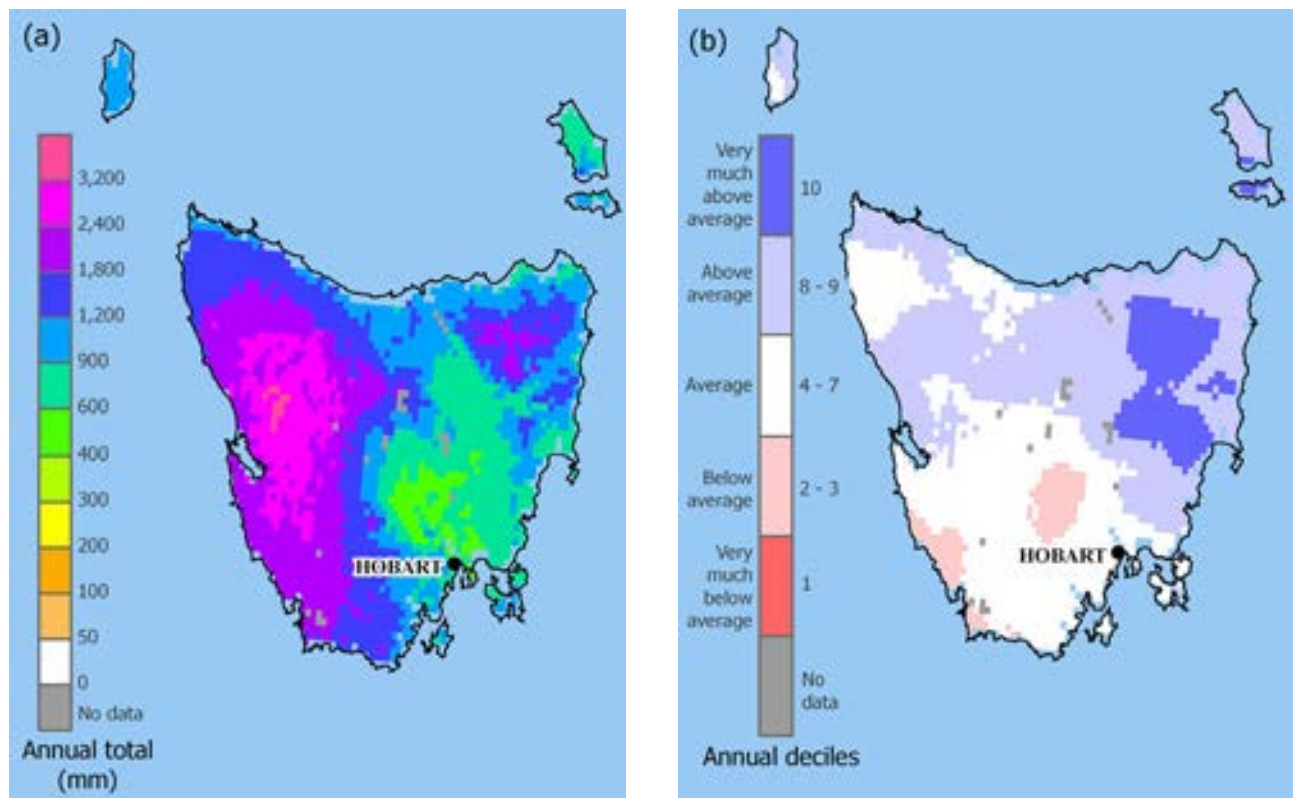 (a)
3,200
2,400
1,800
1,200
900
600
400
300
200
100
50
0
No data
Annual total
(mm)
HOBART
(b)
Very
much
above
average
10
Above
average
8 - 9
Average
4 - 7
Below
average
2 - 3
Very
much
below
average
1
No
data
Annual deciles
HOBART